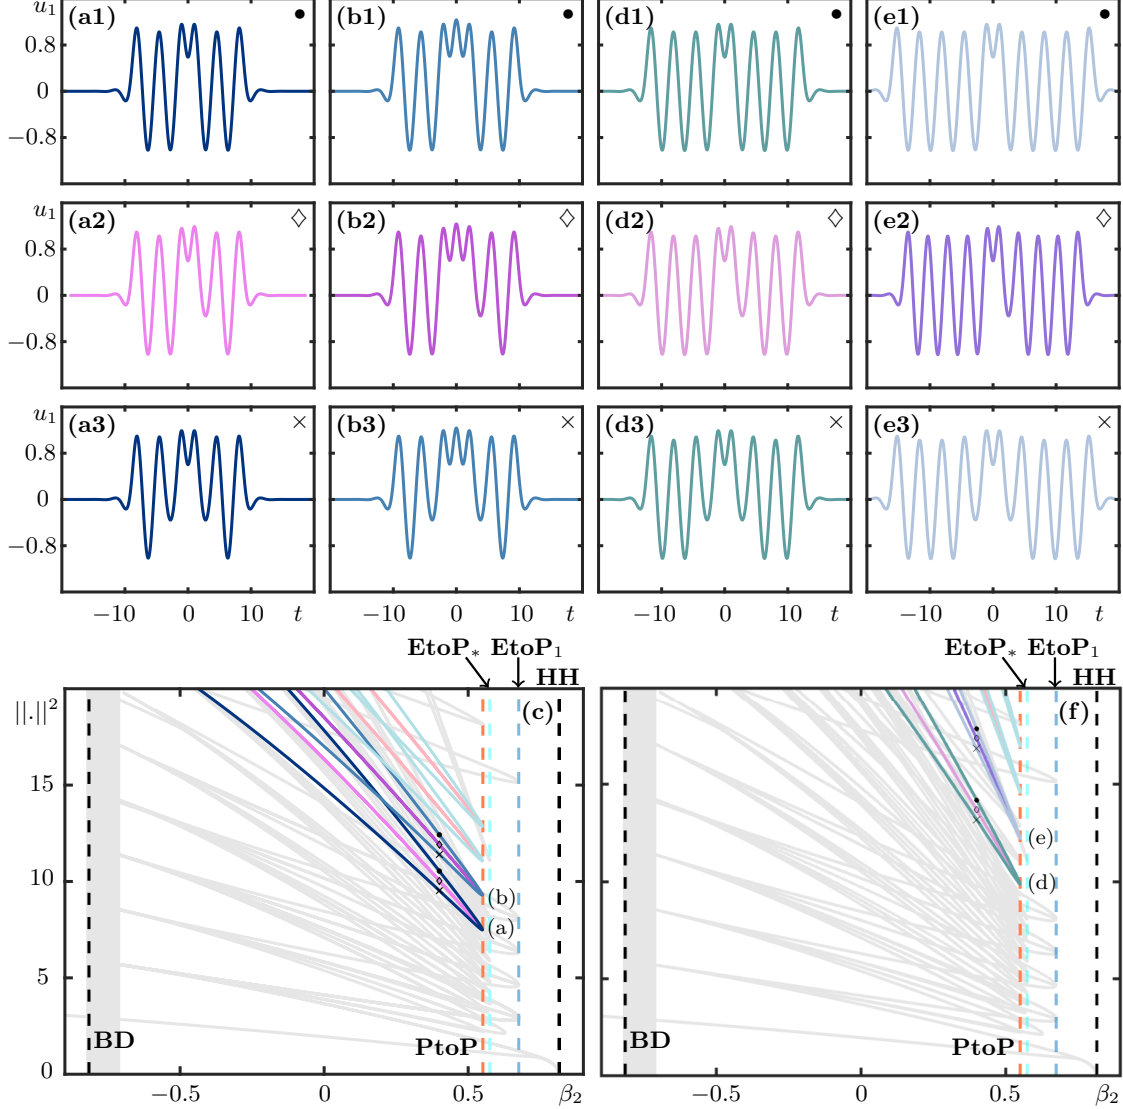 u₁ (a1) ● (b1) ● (d1) ● (e1) ●
0.8
0
−0.8
u₁ (a2) ◇ (b2) ◇ (d2) ◇ (e2) ◇
0.8
0
−0.8
u₁ (a3) × (b3) × (d3) × (e3) ×
0.8
0
−0.8
−10 0 10 t −10 0 10 t −10 0 10 t −10 0 10 t
EtoP* EtoP₁ EtoP* EtoP₁
HH HH
||.||² (c) (f)
15
10
5
0
(e)
(d)
(b)
(a)
BD PtoP BD PtoP
−0.5 0 0.5 β₂ −0.5 0 0.5 β₂